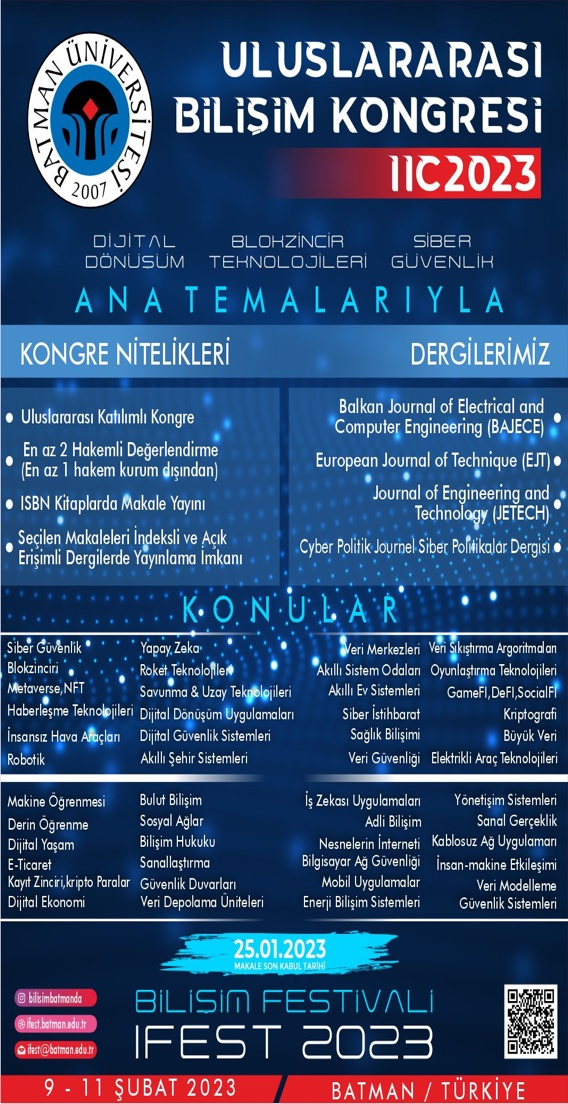 BATMAN ÜNİVERSİTESİ
2007
ULUSLARARASI
BİLİŞİM KONGRESİ
IIC2023
DİJİTAL DÖNÜŞÜM
BLOKZİNCİR TEKNOLOJİLERİ
SİBER GÜVENLİK
ANA TEMALARIYLA
KONGRE NİTELİKLERİ
• Uluslararası Katılımlı Kongre
• En az 2 Hakemli Değerlendirme
(En az 1 hakem kurum dışından)
• ISBN Kitaplarda Makale Yayını
• Seçilen Makaleleri İndeksli ve Açık
Erişimli Dergilerde Yayınlama İmkanı
DERGİLERİMİZ
Balkan Journal of Electrical and
Computer Engineering (BAJECE) •
European Journal of Technique (EJT) •
Journal of Engineering and
Technology (JETECH) •
Cyber Politik Journel Siber Politikalar Dergisi •
KONULAR
Siber Güvenlik
Blokzinciri
Metaverse,NFT
Haberleşme Teknolojileri
İnsansız Hava Araçları
Robotik
Yapay Zeka
Roket Teknolojileri
Savunma & Uzay Teknolojileri
Dijital Dönüşüm Uygulamaları
Dijital Güvenlik Sistemleri
Akıllı Şehir Sistemleri
Veri Merkezleri
Akıllı Sistem Odaları
Akıllı Ev Sistemleri
Siber İstihbarat
Sağlık Bilişimi
Veri Güvenliği
Veri Sıkıştırma Argoritmaları
Oyunlaştırma Teknolojileri
GameFI,DeFI,SocialFI
Kriptografi
Büyük Veri
Elektrikli Araç Teknolojileri
Makine Öğrenmesi
Derin Öğrenme
Dijital Yaşam
E-Ticaret
Kayıt Zinciri,kripto Paralar
Dijital Ekonomi
Bulut Bilişim
Sosyal Ağlar
Bilişim Hukuku
Sanallaştırma
Güvenlik Duvarları
Veri Depolama Üniteleri
İş Zekası Uygulamaları
Adli Bilişim
Nesnelerin İnterneti
Bilgisayar Ağ Güvenliği
Mobil Uygulamalar
Enerji Bilişim Sistemleri
Yönetişim Sistemleri
Sanal Gerçeklik
Kablosuz Ağ Uygulamarı
İnsan-makine Etkileşimi
Veri Modelleme
Güvenlik Sistemleri
25.01.2023
MAKALE SON KABUL TARİHİ
BİLİŞİM FESTİVALİ
IFEST 2023
bilisimbatmanda
ifest.batman.edu.tr
ifest@batman.edu.tr
9 - 11 ŞUBAT 2023
BATMAN / TÜRKİYE